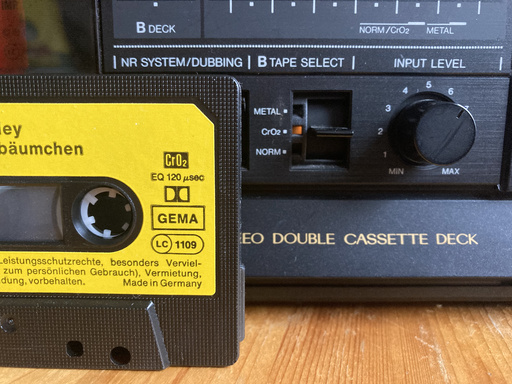 B DECK
NORM/CrO₂ METAL
NR SYSTEM/DUBBING B TAPE SELECT INPUT LEVEL
METAL
CrO₂
NORM
1 2 3 4 5 6
MIN MAX
ey
bäumchen
CrO₂
EQ 120 µsec
GEMA
LC 1109
Leistungsschutzrechte, besonders Verviel-
zum persönlichen Gebrauch), Vermietung,
dung, vorbehalten. Made in Germany
EO DOUBLE CASSETTE DECK